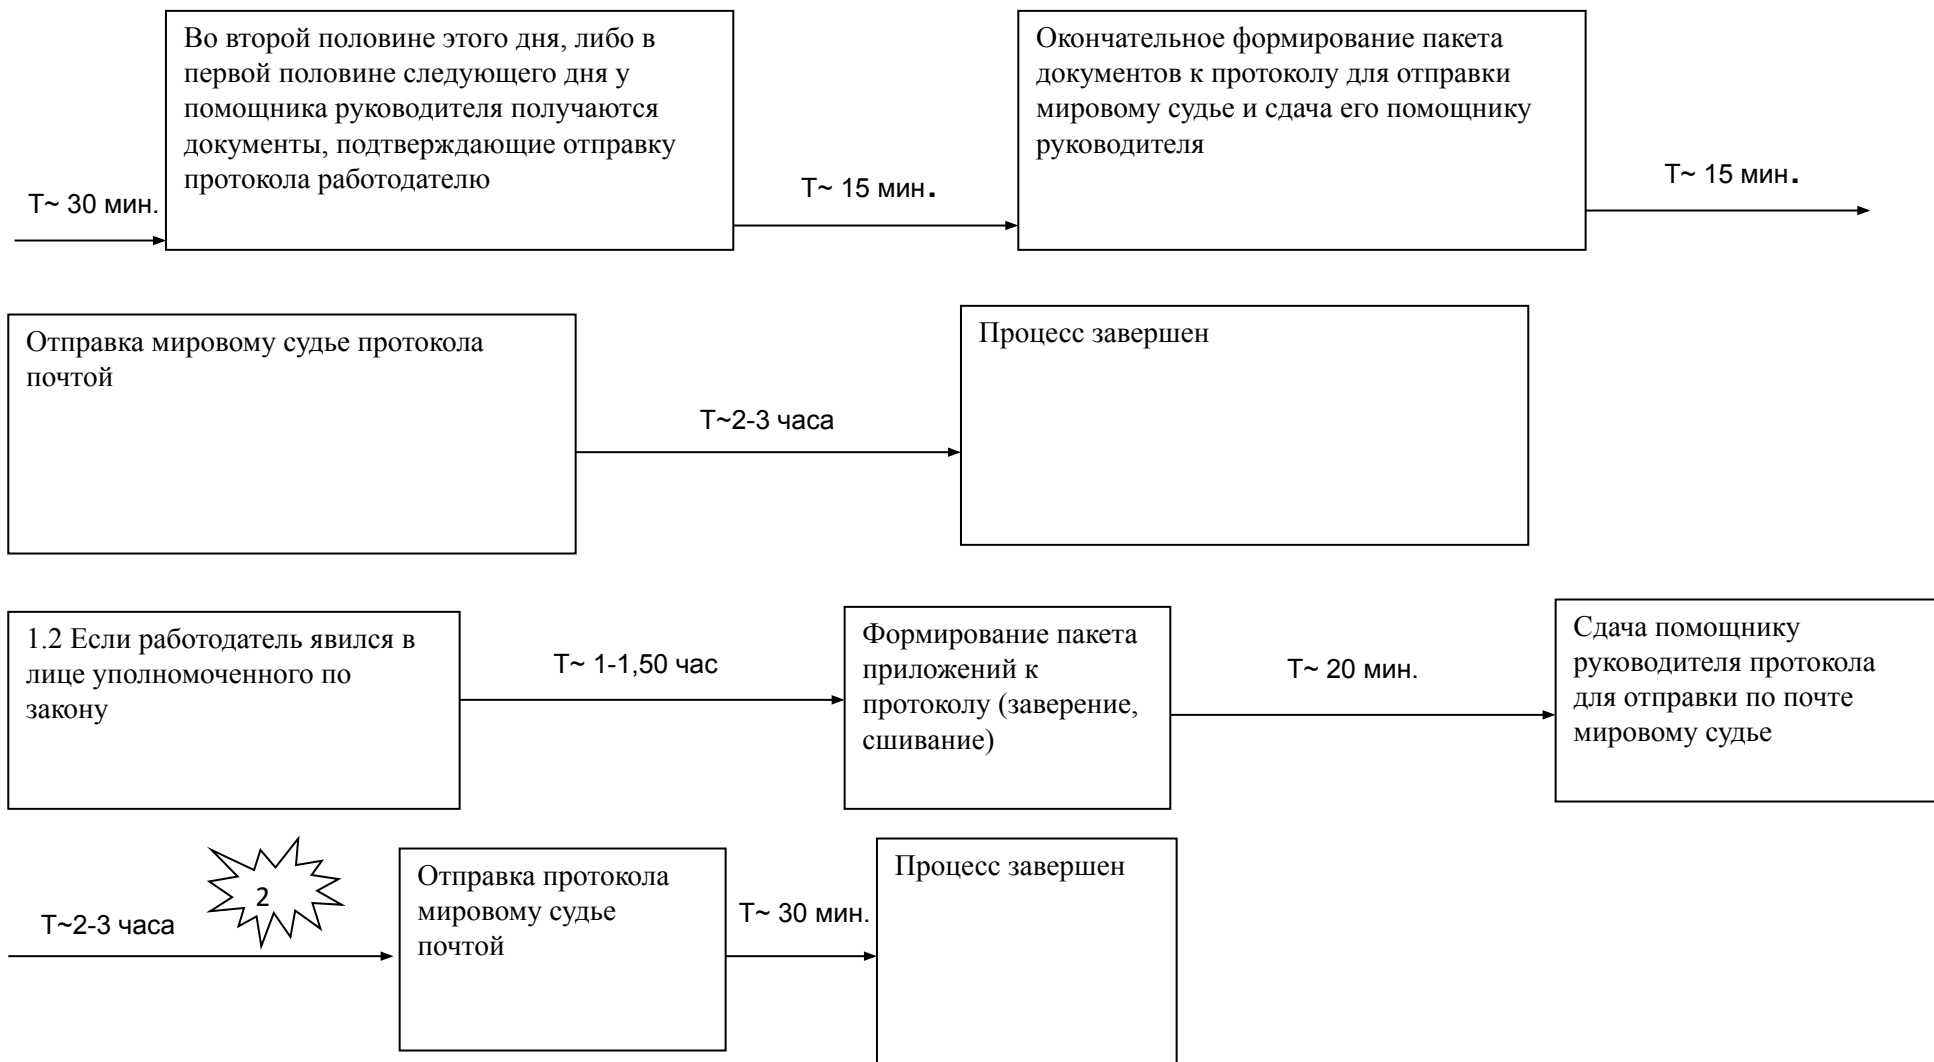 Во второй половине этого дня, либо в
первой половине следующего дня у
помощника руководителя получаются
документы, подтверждающие отправку
протокола работодателю
Окончательное формирование пакета
документов к протоколу для отправки
мировому судье и сдача его помощнику
руководителя
T~ 30 мин.
T~ 15 мин.
T~ 15 мин.
Отправка мировому судье протокола
почтой
T~2-3 часа
Процесс завершен
1.2 Если работодатель явился в
лице уполномоченного по
закону
T~ 1-1,50 час
Формирование пакета
приложений к
протоколу (заверение,
сшивание)
T~ 20 мин.
Сдача помощнику
руководителя протокола
для отправки по почте
мировому судье
T~2-3 часа
2
Отправка протокола
мировому судье
почтой
T~ 30 мин.
Процесс завершен